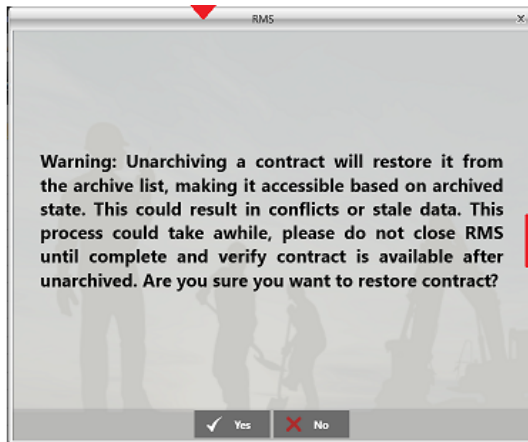 RMS
x
Warning: Unarchiving a contract will restore it from
the archive list, making it accessible based on archived
state. This could result in conflicts or stale data. This
process could take awhile, please do not close RMS
until complete and verify contract is available after
unarchived. Are you sure you want to restore contract?
Yes No